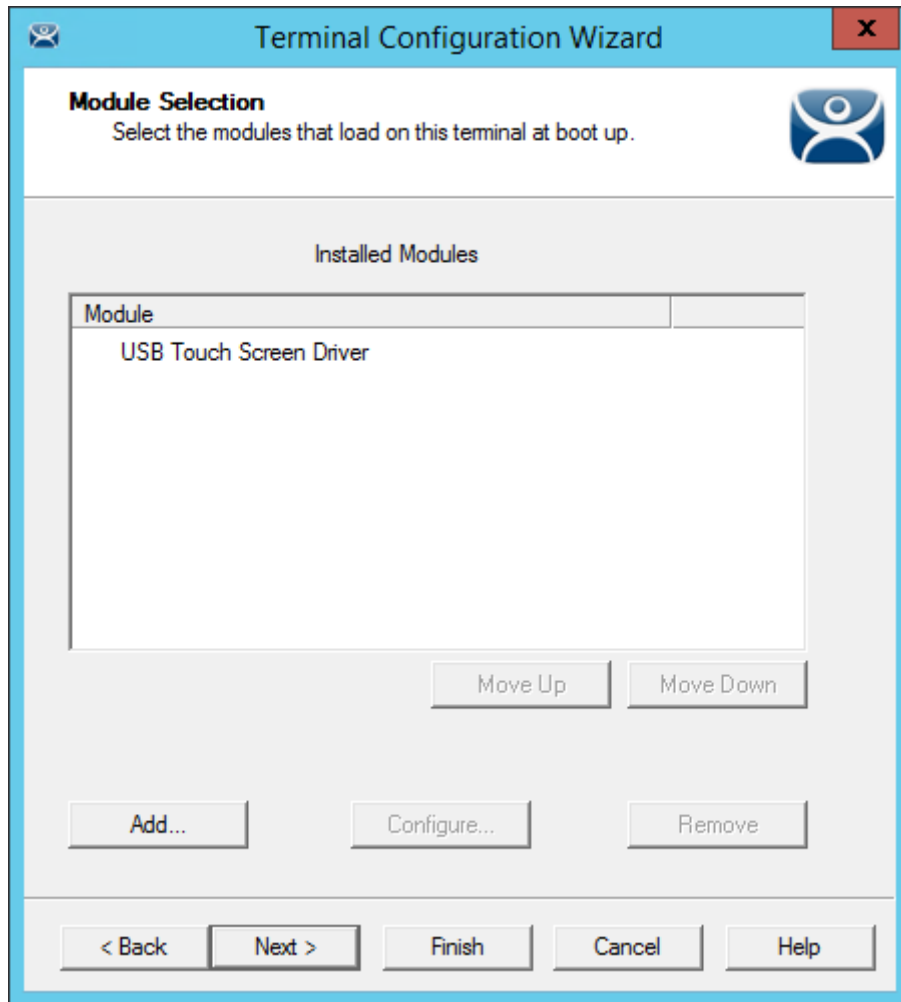 Terminal Configuration Wizard
x
Module Selection
Select the modules that load on this terminal at boot up.
Installed Modules
Module
USB Touch Screen Driver
Move Up Move Down
Add... Configure... Remove
< Back Next > Finish Cancel Help